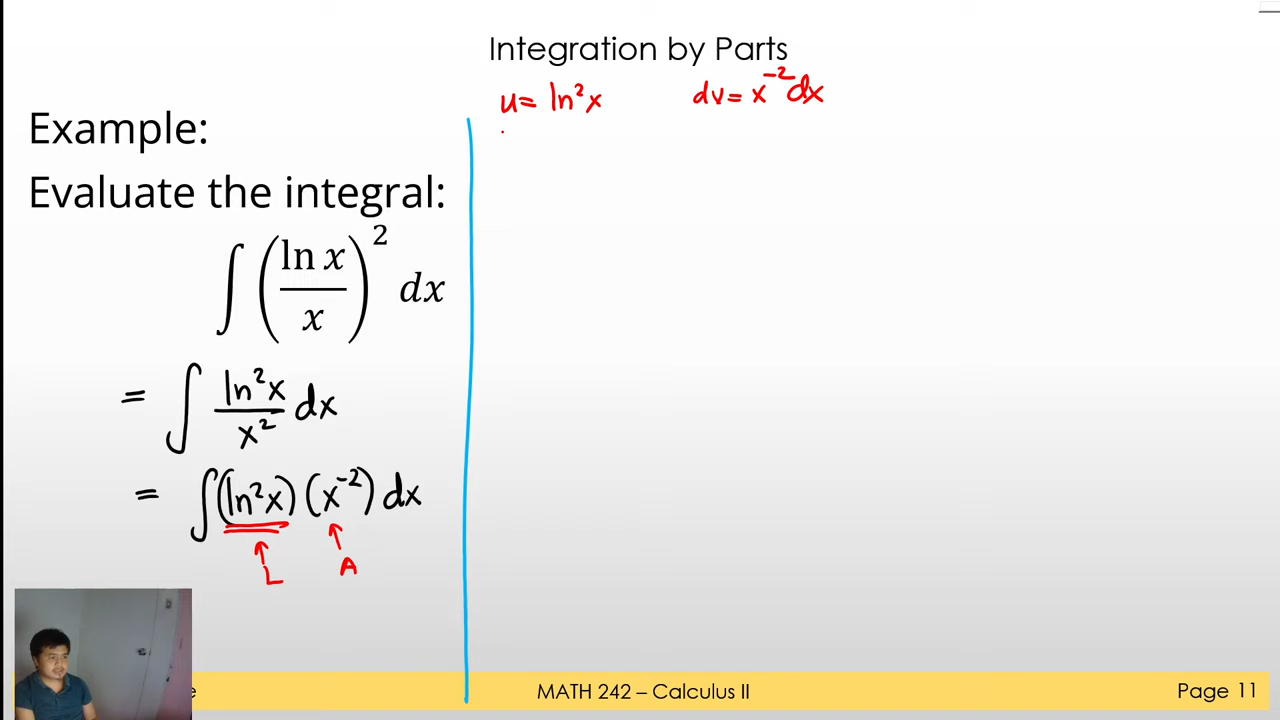 Integration by Parts
u = ln²x dv = x⁻² dx
Example:
Evaluate the integral:
∫ (ln x / x)² dx
= ∫ ln²x / x² dx
= ∫ (ln²x) (x⁻²) dx
L A
e MATH 242 – Calculus II Page 11